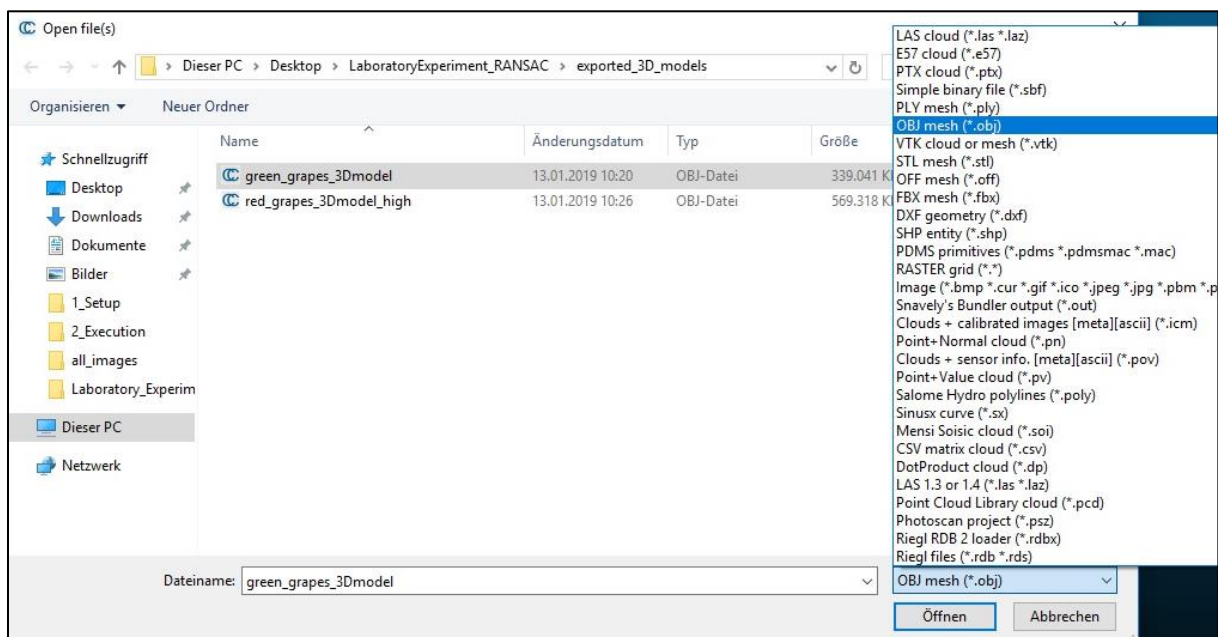 Open file(s)
Dieser PC > Desktop > LaboratoryExperiment_RANSAC > exported_3D_models
Organisieren Neuer Ordner
Name Änderungsdatum Typ Größe
green_grapes_3Dmodel 13.01.2019 10:20 OBJ-Datei 339.041
red_grapes_3Dmodel_high 13.01.2019 10:26 OBJ-Datei 569.318
Schnellzugriff
Desktop
Downloads
Dokumente
Bilder
1_Setup
2_Execution
all_images
Laboratory_Experim
Dieser PC
Netzwerk
LAS cloud (*.las *.laz)
E57 cloud (*.e57)
PTX cloud (*.ptx)
Simple binary file (*.sbf)
PLY mesh (*.ply)
OBJ mesh (*.obj)
VTK cloud or mesh (*.vtk)
STL mesh (*.stl)
OFF mesh (*.off)
FBX mesh (*.fbx)
DXF geometry (*.dxf)
SHP entity (*.shp)
PDMS primitives (*.pdms *.pdmsmac *.mac)
RASTER grid (*.*)
Image (*.bmp *.cur *.gif *.ico *.jpeg *.jpg *.pbm *.p
Snavely's Bundler output (*.out)
Clouds + calibrated images [meta][ascii] (*.icm)
Point+Normal cloud (*.pn)
Clouds + sensor info. [meta][ascii] (*.pov)
Point+Value cloud (*.pv)
Salome Hydro polylines (*.poly)
Sinusx curve (*.sx)
Mensi Soisic cloud (*.soi)
CSV matrix cloud (*.csv)
DotProduct cloud (*.dp)
LAS 1.3 or 1.4 (*.las *.laz)
Point Cloud Library cloud (*.pcd)
Photoscan project (*.psz)
Riegl RDB 2 loader (*.rdbx)
Riegl files (*.rdb *.rds)
Dateiname: green_grapes_3Dmodel
OBJ mesh (*.obj)
Öffnen Abbrechen